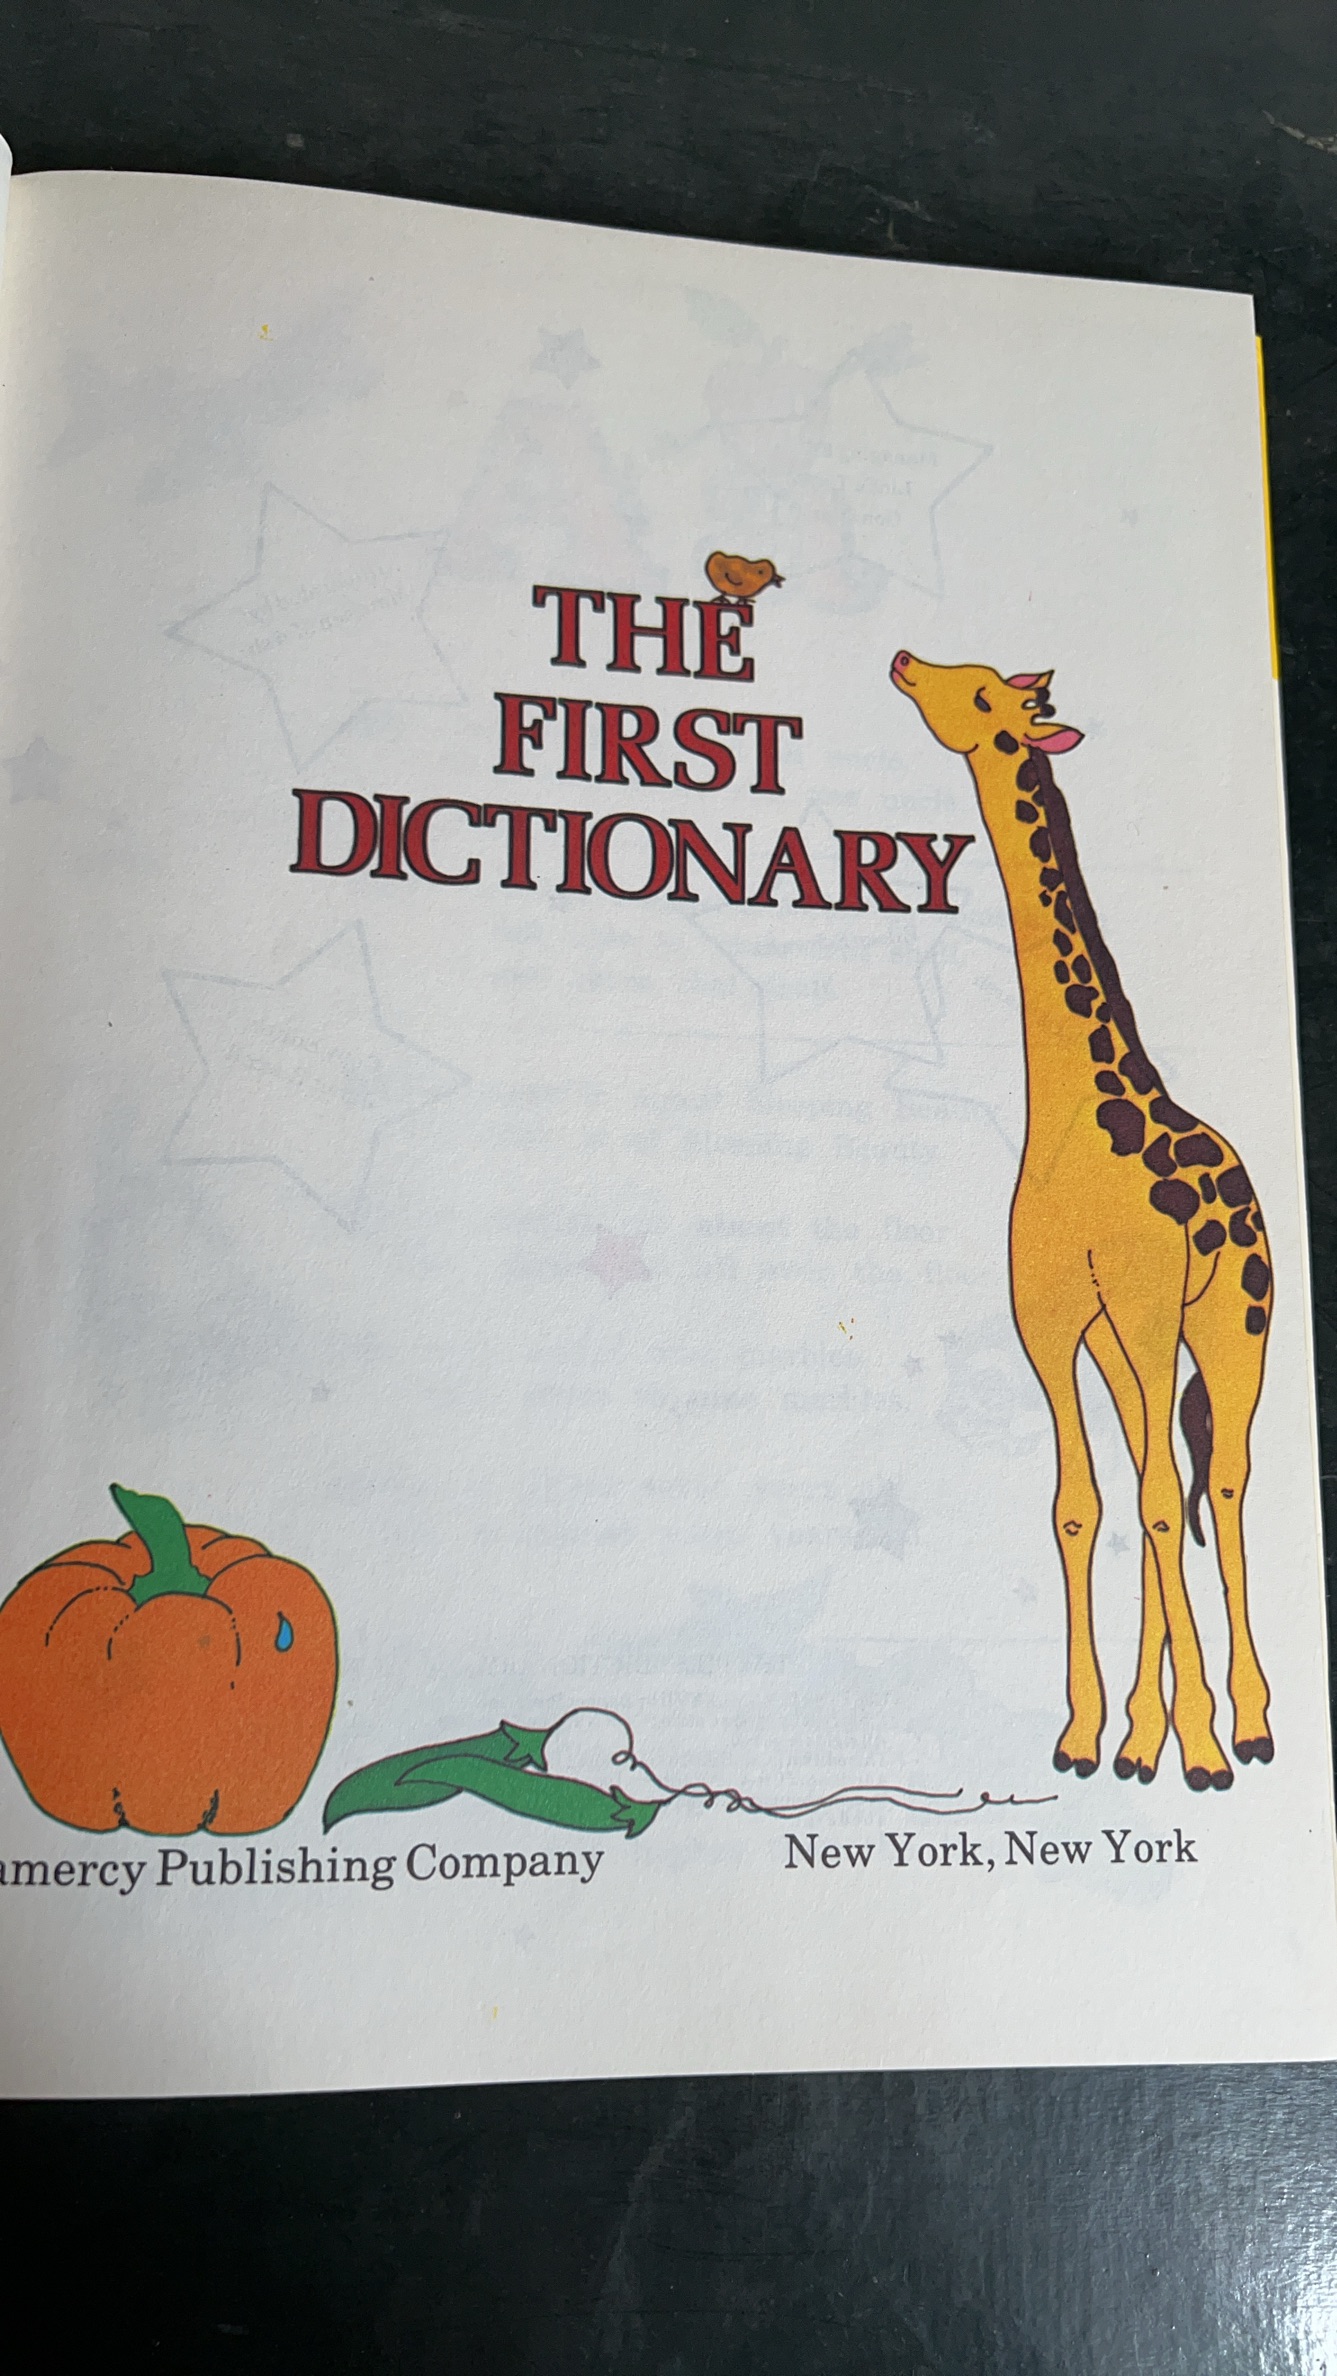 THE
FIRST
DICTIONARY
amercy Publishing Company
New York, New York